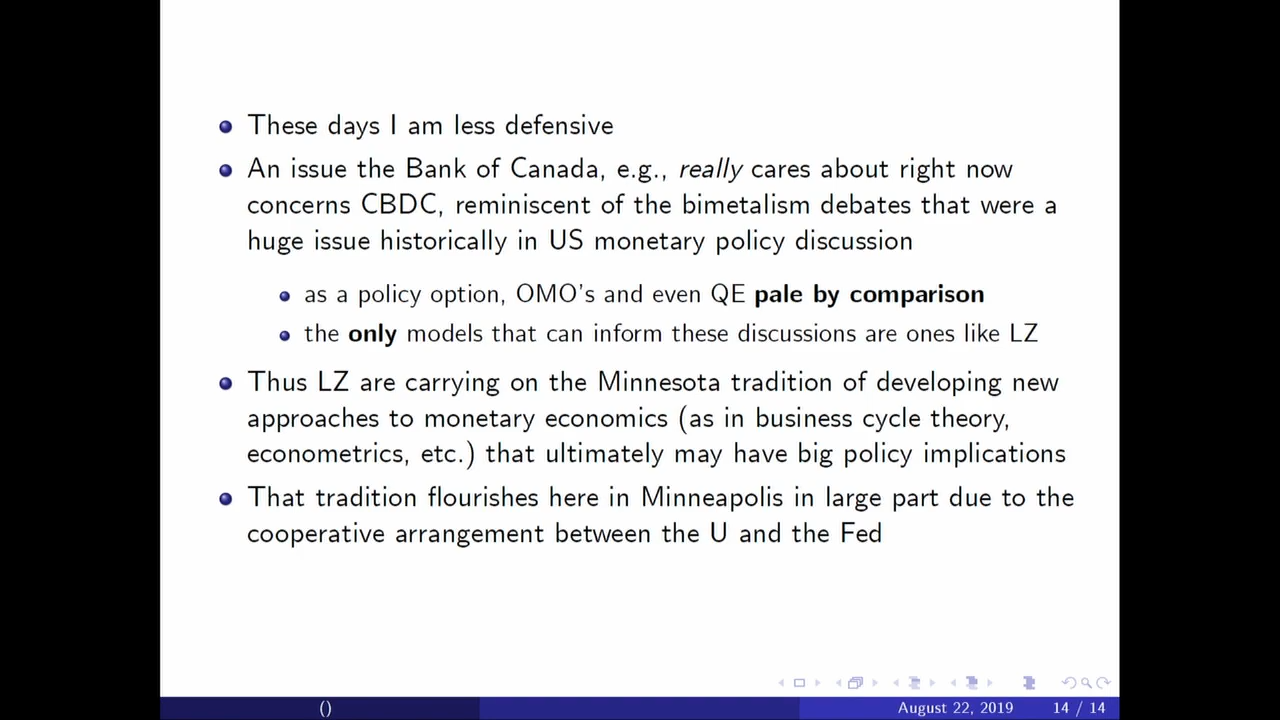 These days I am less defensive
An issue the Bank of Canada, e.g., really cares about right now
concerns CBDC, reminiscent of the bimetalism debates that were a
huge issue historically in US monetary policy discussion
as a policy option, OMO's and even QE pale by comparison
the only models that can inform these discussions are ones like LZ
Thus LZ are carrying on the Minnesota tradition of developing new
approaches to monetary economics (as in business cycle theory,
econometrics, etc.) that ultimately may have big policy implications
That tradition flourishes here in Minneapolis in large part due to the
cooperative arrangement between the U and the Fed
() August 22, 2019 14 / 14